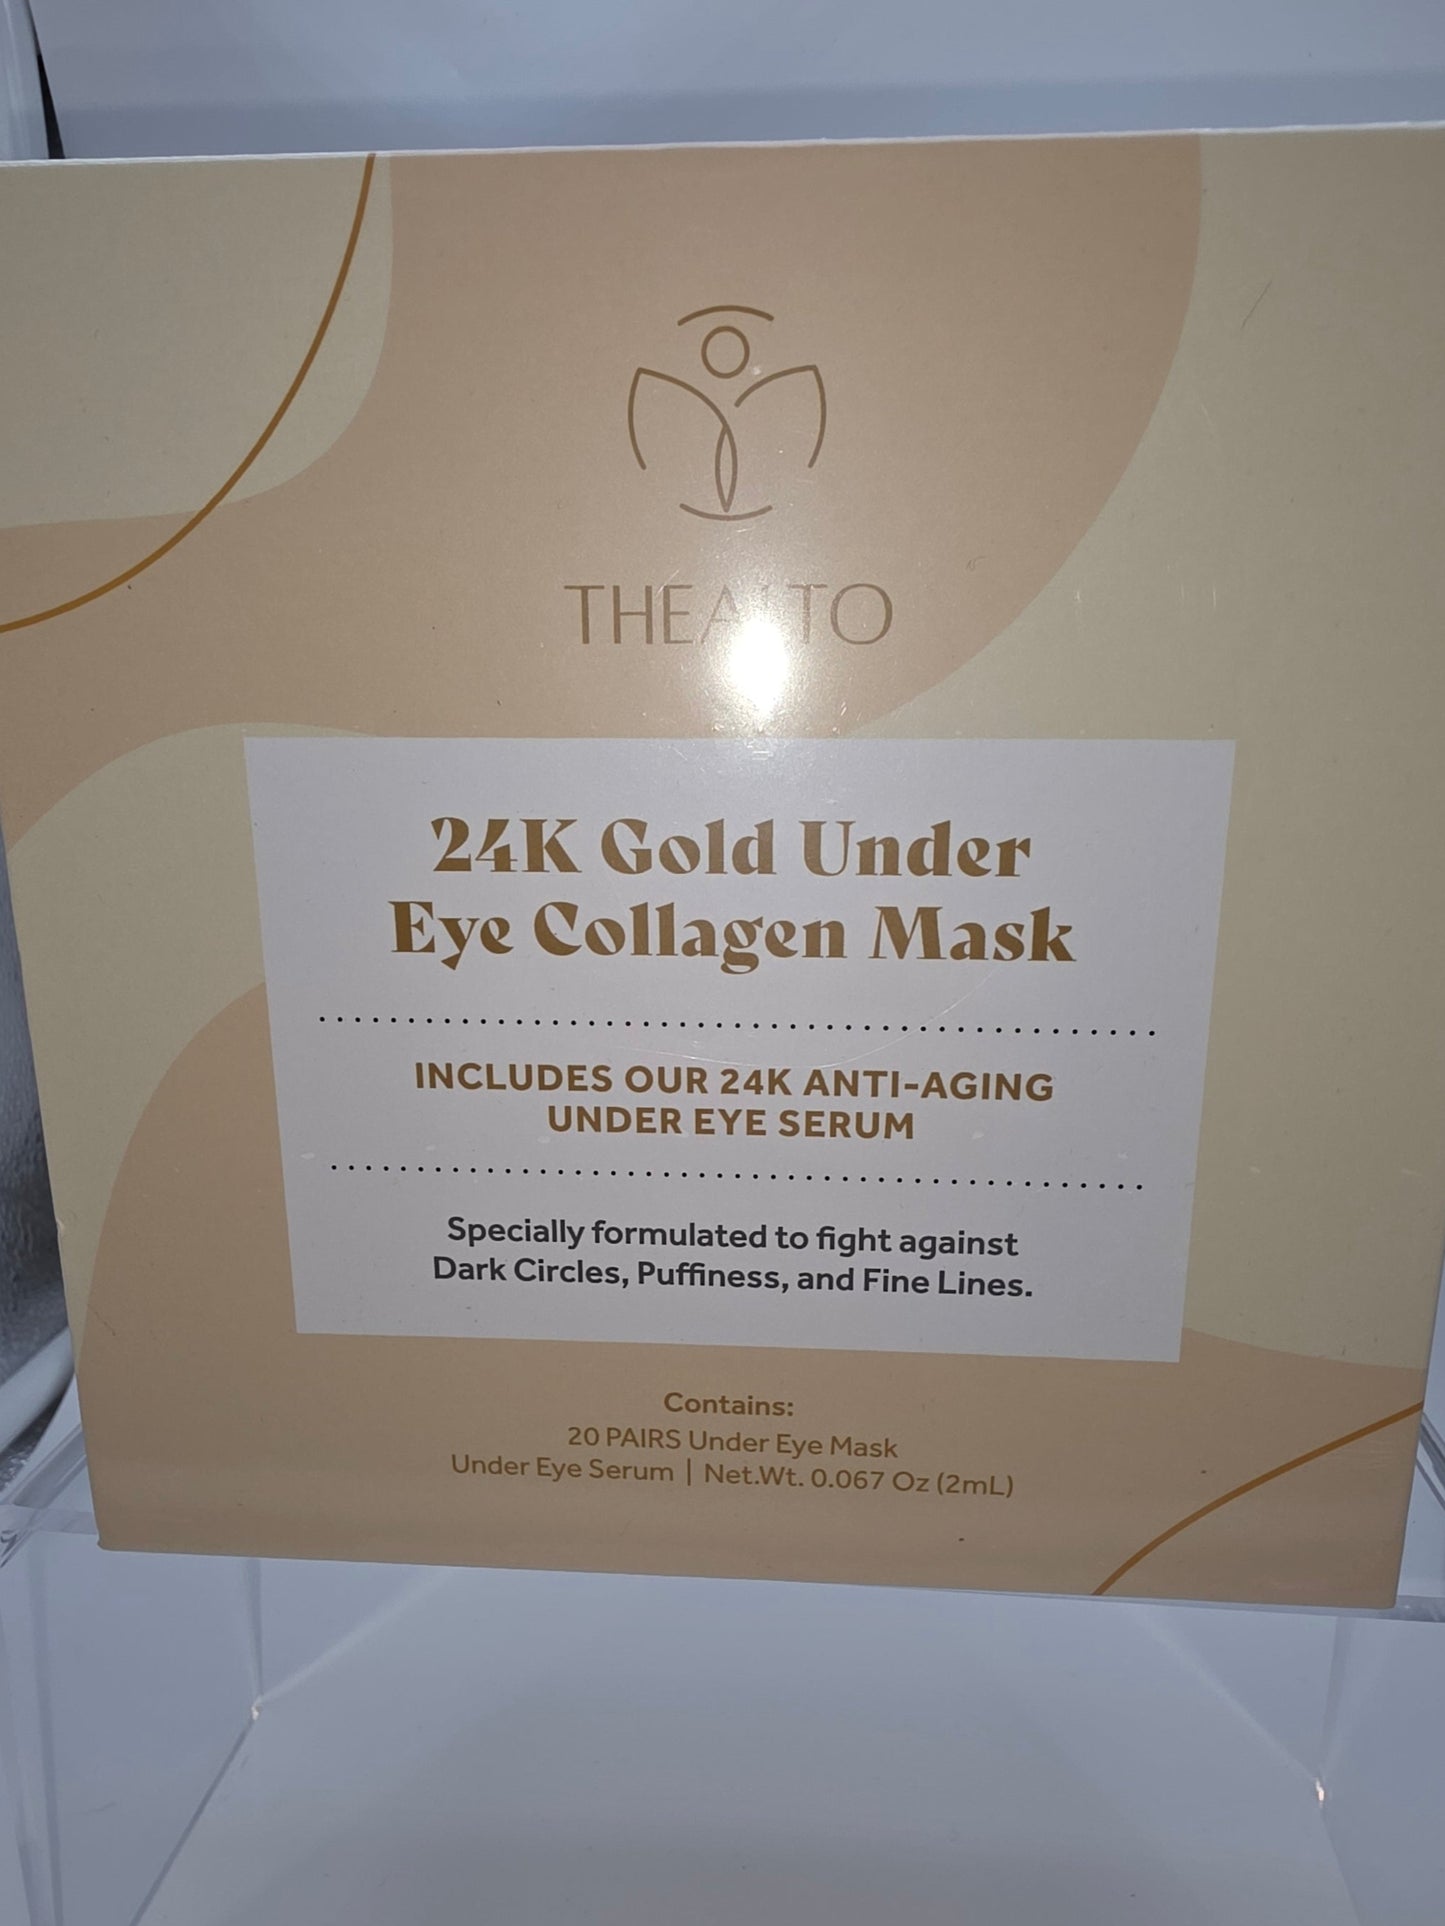 24K Gold Under
Eye Collagen Mask
INCLUDES OUR 24K ANTI-AGING
UNDER EYE SERUM
Specially formulated to fight against
Dark Circles, Puffiness, and Fine Lines.
Contains:
20 PAIRS Under Eye Mask
Under Eye Serum | Net.Wt. 0.067 Oz (2mL)